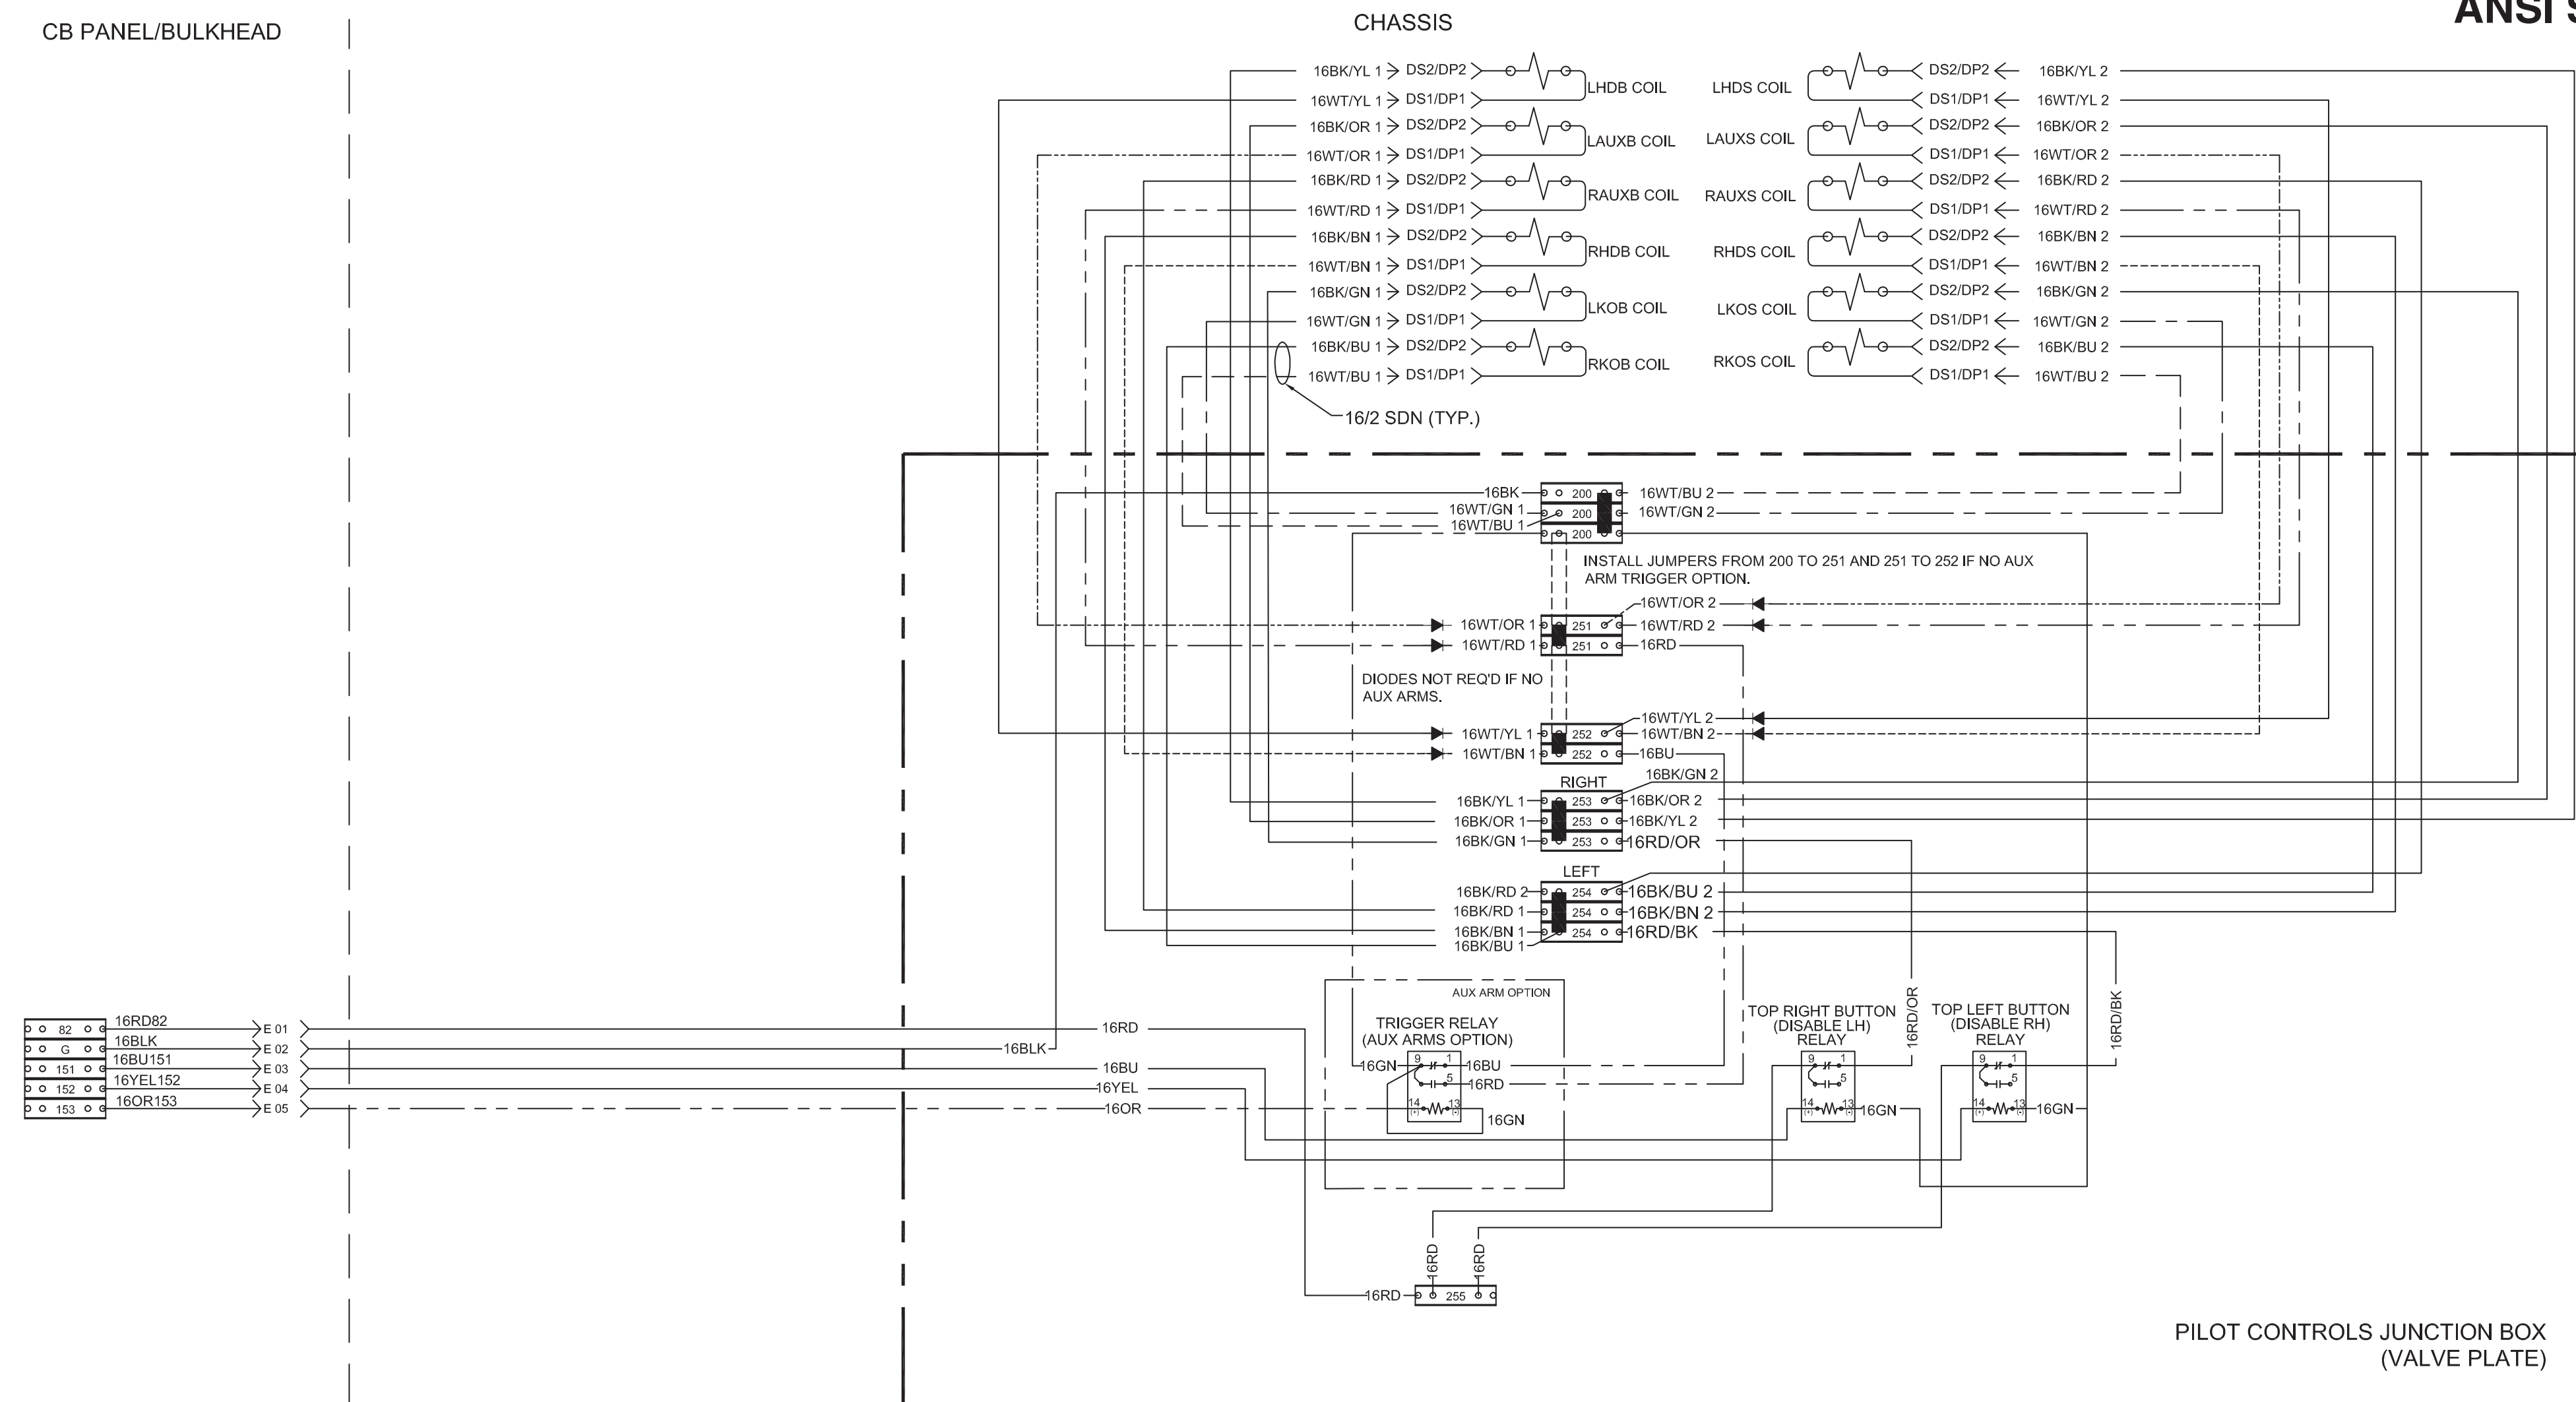 ANSI S
CB PANEL/BULKHEAD
CHASSIS
16BK/YL 1 DS2/DP2
16WT/YL 1 DS1/DP1
LHDB COIL
16BK/OR 1 DS2/DP2
16WT/OR 1 DS1/DP1
LAUXB COIL
16BK/RD 1 DS2/DP2
16WT/RD 1 DS1/DP1
RAUXB COIL
16BK/BN 1 DS2/DP2
16WT/BN 1 DS1/DP1
RHDB COIL
16BK/GN 1 DS2/DP2
16WT/GN 1 DS1/DP1
LKOB COIL
16BK/BU 1 DS2/DP2
16WT/BU 1 DS1/DP1
RKOB COIL
16/2 SDN (TYP.)
LHDS COIL
DS2/DP2 16BK/YL 2
DS1/DP1 16WT/YL 2
LAUXS COIL
DS2/DP2 16BK/OR 2
DS1/DP1 16WT/OR 2
RAUXS COIL
DS2/DP2 16BK/RD 2
DS1/DP1 16WT/RD 2
RHDS COIL
DS2/DP2 16BK/BN 2
DS1/DP1 16WT/BN 2
LKOS COIL
DS2/DP2 16BK/GN 2
DS1/DP1 16WT/GN 2
RKOS COIL
DS2/DP2 16BK/BU 2
DS1/DP1 16WT/BU 2
16BK 200 16WT/BU 2
16WT/GN 1 200 16WT/GN 2
16WT/BU 1
200
INSTALL JUMPERS FROM 200 TO 251 AND 251 TO 252 IF NO AUX
ARM TRIGGER OPTION.
16WT/OR 2
16WT/OR 1 251 16WT/RD 2
16WT/RD 1 251 16RD
DIODES NOT REQ'D IF NO
AUX ARMS.
16WT/YL 2
16WT/YL 1 252 16WT/BN 2
16WT/BN 1 252 16BU
RIGHT
16BK/GN 2
16BK/YL 1 253 16BK/OR 2
16BK/OR 1 253 16BK/YL 2
16BK/GN 1 253 16RD/OR
LEFT
16BK/RD 2 254 16BK/BU 2
16BK/RD 1 254 16BK/BN 2
16BK/BN 1 254 16RD/BK
16BK/BU 1
AUX ARM OPTION
TRIGGER RELAY
(AUX ARMS OPTION)
16GN 9 1 16BU
5 16RD
14 13
(+) (-)
16GN
TOP RIGHT BUTTON
(DISABLE LH)
RELAY
16RD/OR
9 1
5
14 13
(+) (-)
16GN
TOP LEFT BUTTON
(DISABLE RH)
RELAY
16RD/BK
9 1
5
14 13
(+) (-)
16GN
82 16RD82 E 01 16RD
G 16BLK E 02 16BLK
151 16BU151 E 03 16BU
152 16YEL152 E 04 16YEL
153 16OR153 E 05 16OR
16RD
16RD
16RD 255
PILOT CONTROLS JUNCTION BOX
(VALVE PLATE)